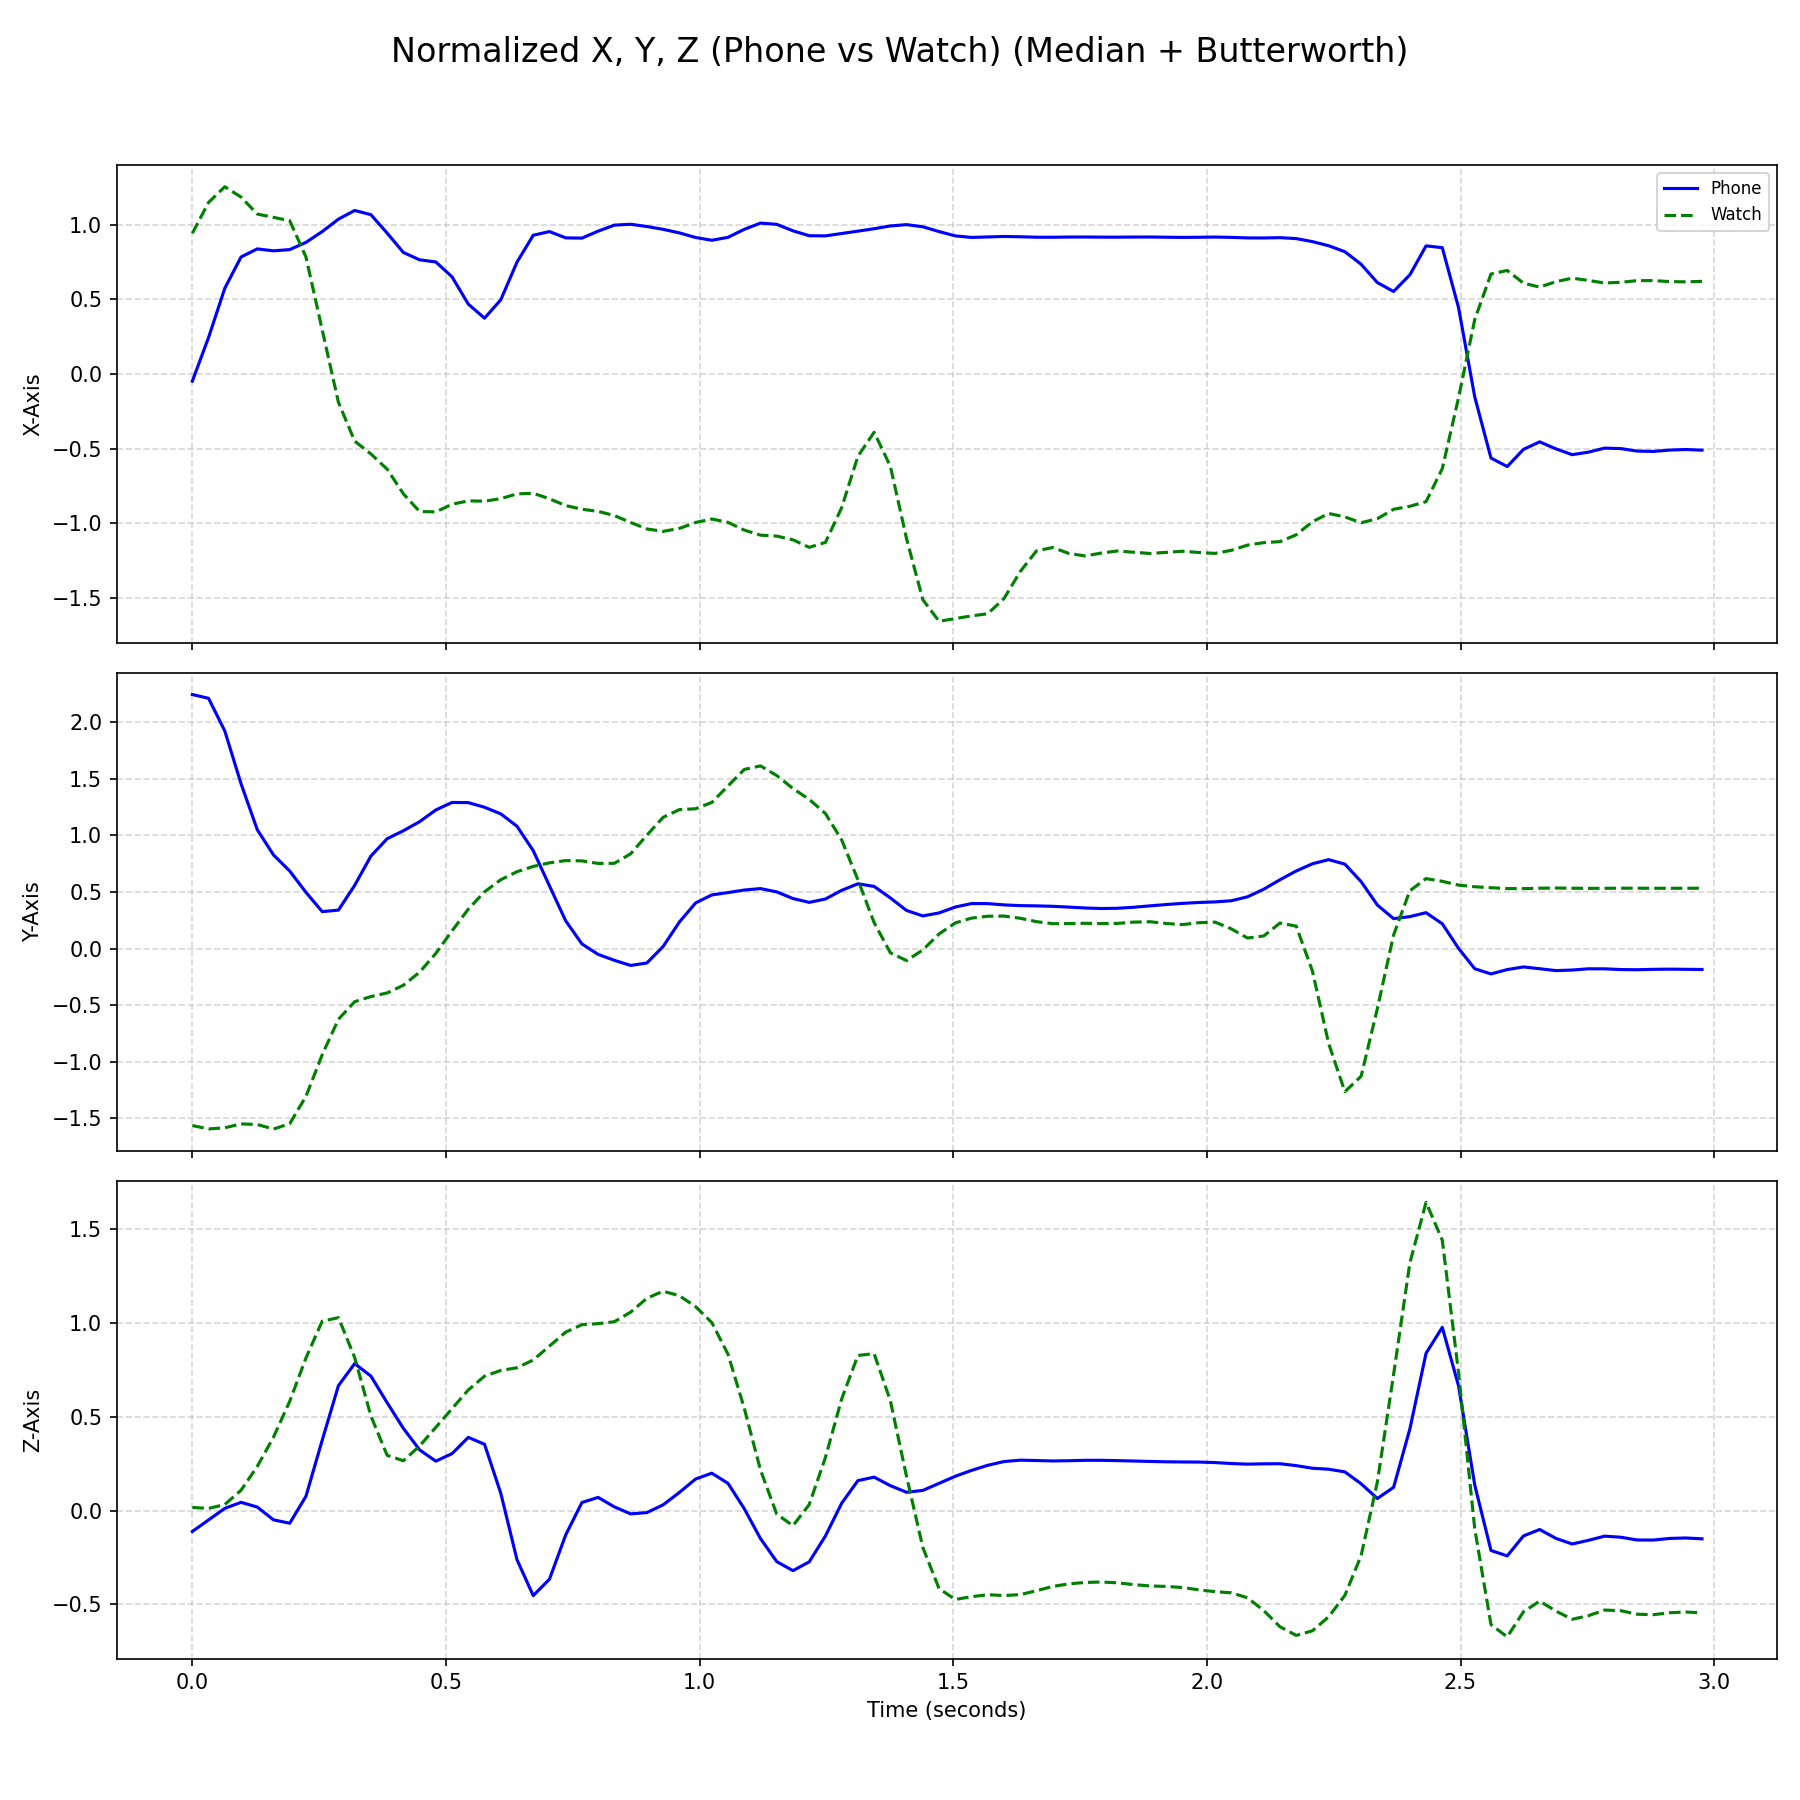 Normalized X, Y, Z (Phone vs Watch) (Median + Butterworth)
Phone
Watch
1.0
0.5
0.0
−0.5
−1.0
−1.5
X-Axis
2.0
1.5
1.0
0.5
0.0
−0.5
−1.0
−1.5
Y-Axis
1.5
1.0
0.5
0.0
−0.5
Z-Axis
0.0 0.5 1.0 1.5 2.0 2.5 3.0
Time (seconds)